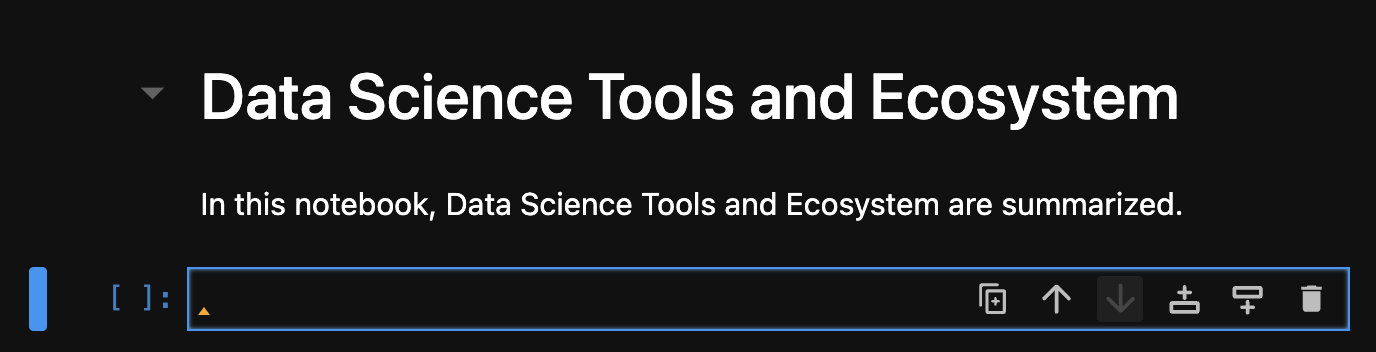 Data Science Tools and Ecosystem
In this notebook, Data Science Tools and Ecosystem are summarized.
[ ]: